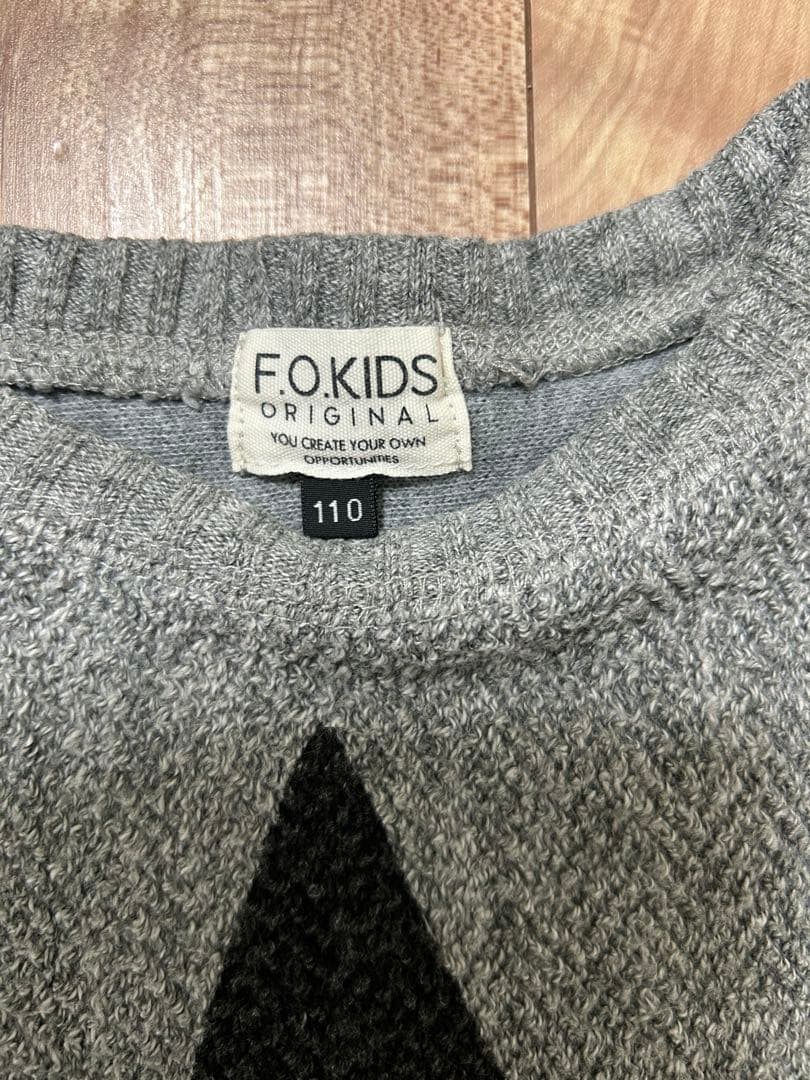 F.O.KIDS
ORIGINAL
YOU CREATE YOUR OWN
OPPORTUNITIES
110